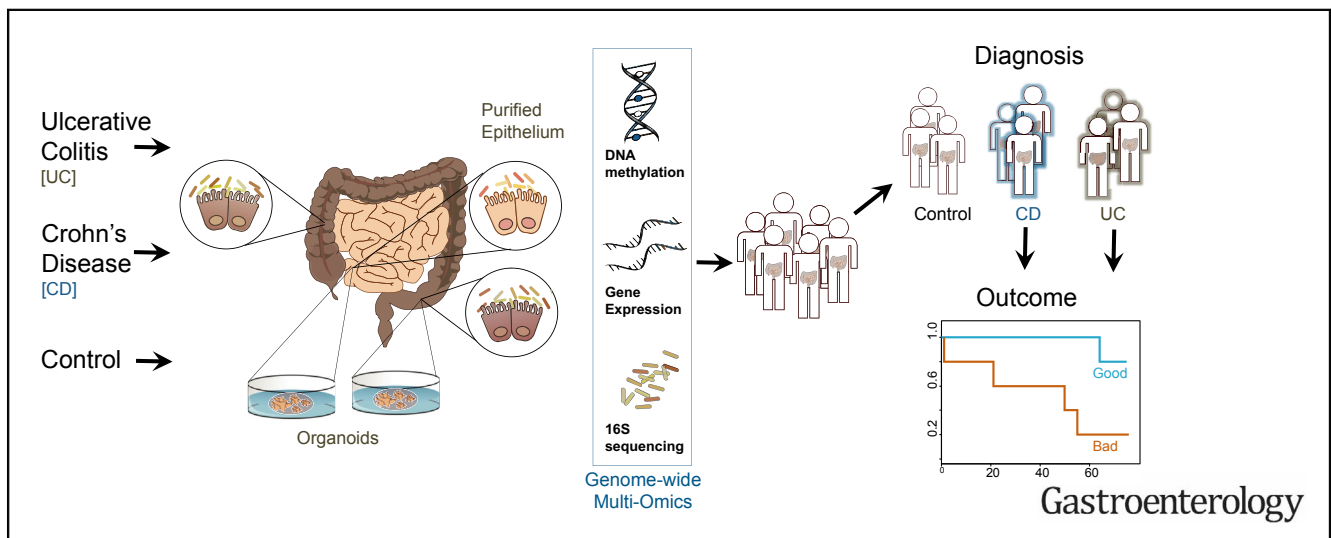 Ulcerative
Colitis
[UC]
Crohn's
Disease
[CD]
Control
Purified
Epithelium
Organoids
DNA
methylation
Gene
Expression
16S
sequencing
Genome-wide
Multi-Omics
Diagnosis
Control
CD
UC
Outcome
1.0
0.6
0.2
Good
Bad
0
20
40
60
Gastroenterology